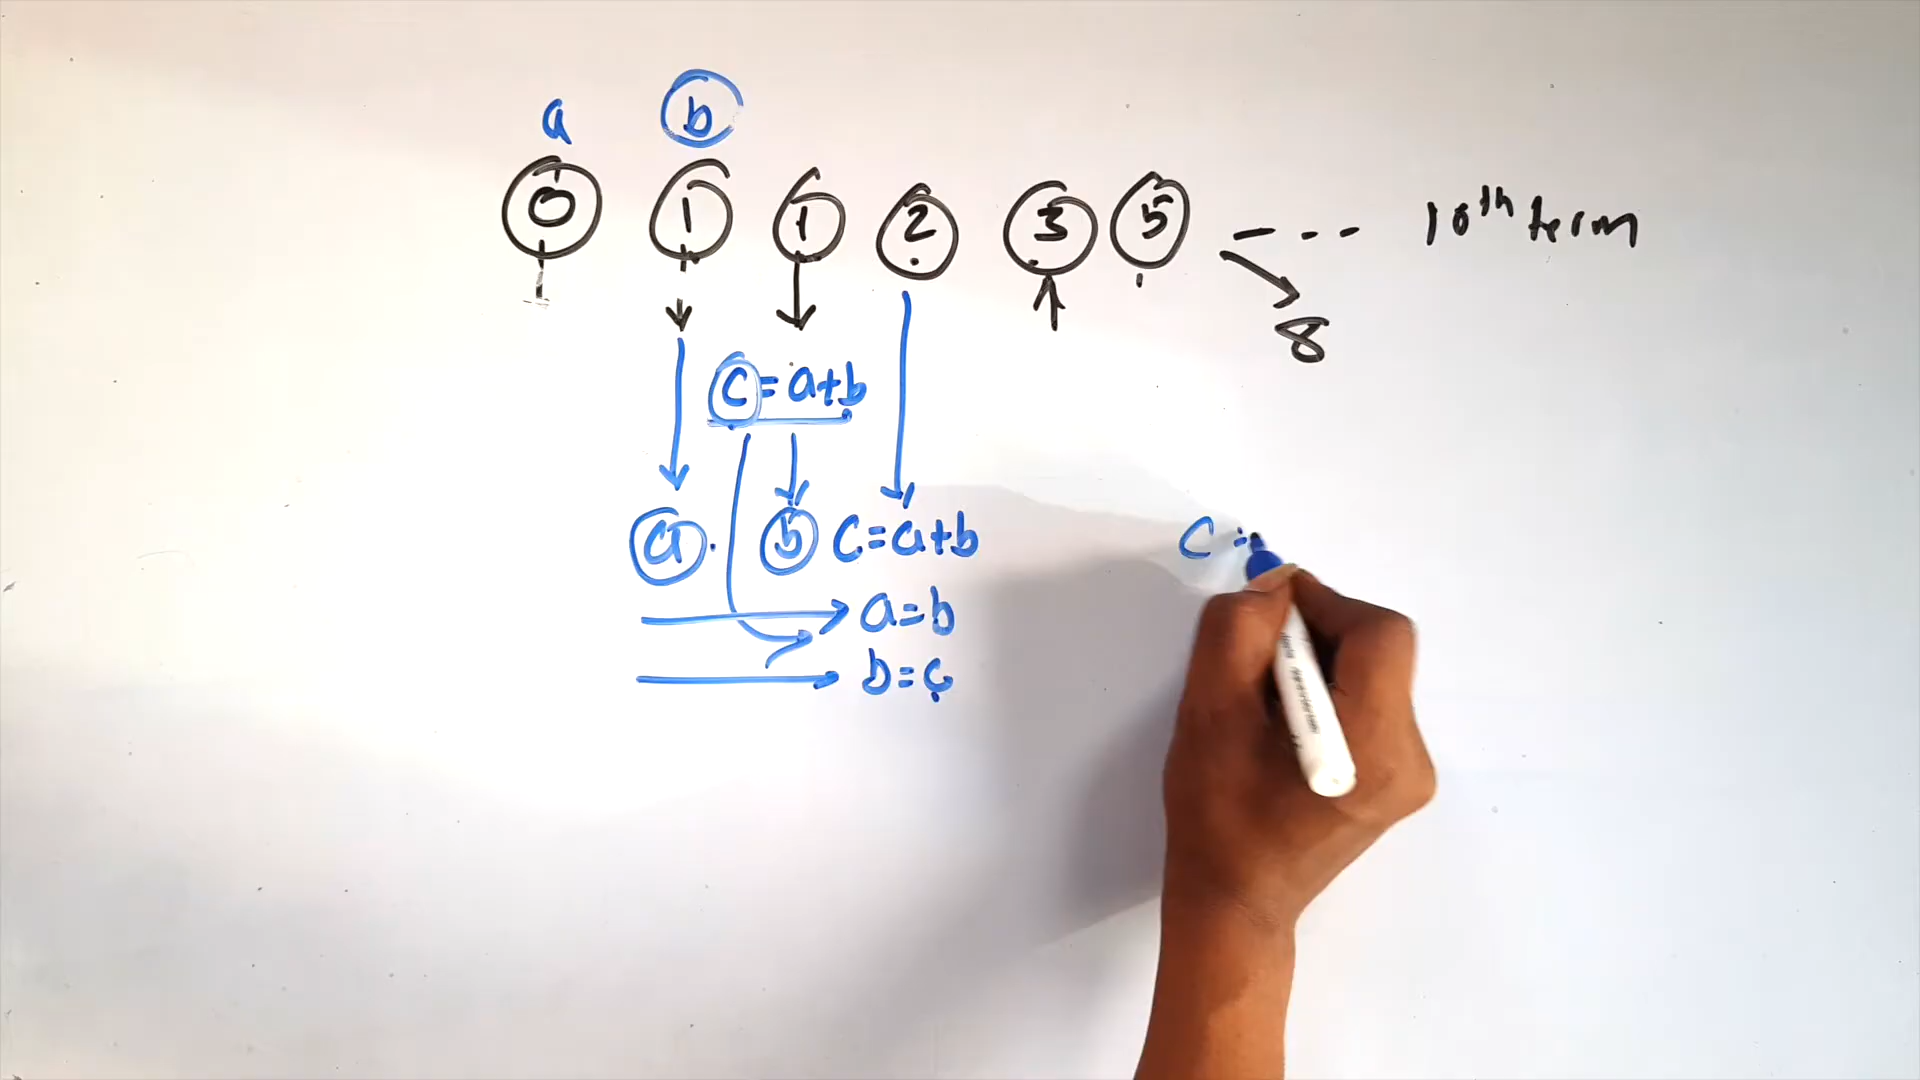 a b
0 1 1 2 3 5 - - - 10th term
8
c = a+b
a b c=a+b c =
a=b
b=c